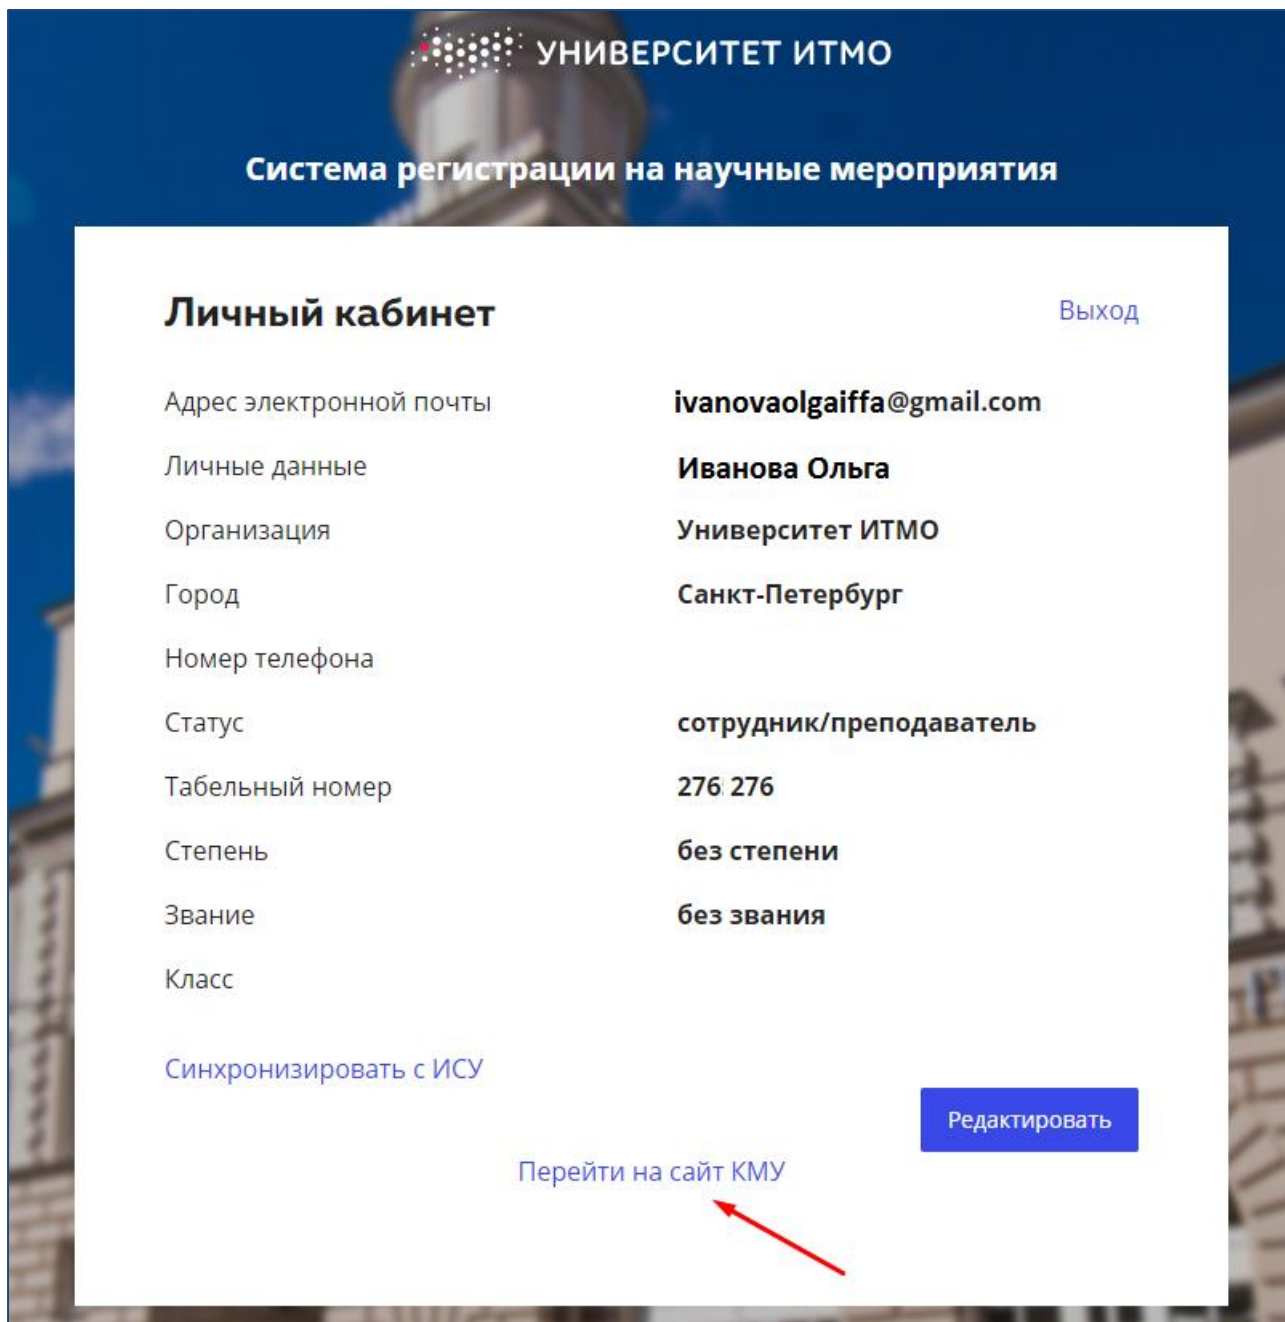 УНИВЕРСИТЕТ ИТМО
Система регистрации на научные мероприятия
Личный кабинет Выход
Адрес электронной почты ivanovaolgaiffa@gmail.com
Личные данные Иванова Ольга
Организация Университет ИТМО
Город Санкт-Петербург
Номер телефона
Статус сотрудник/преподаватель
Табельный номер 276 276
Степень без степени
Звание без звания
Класс
Синхронизировать с ИСУ
Редактировать
Перейти на сайт КМУ